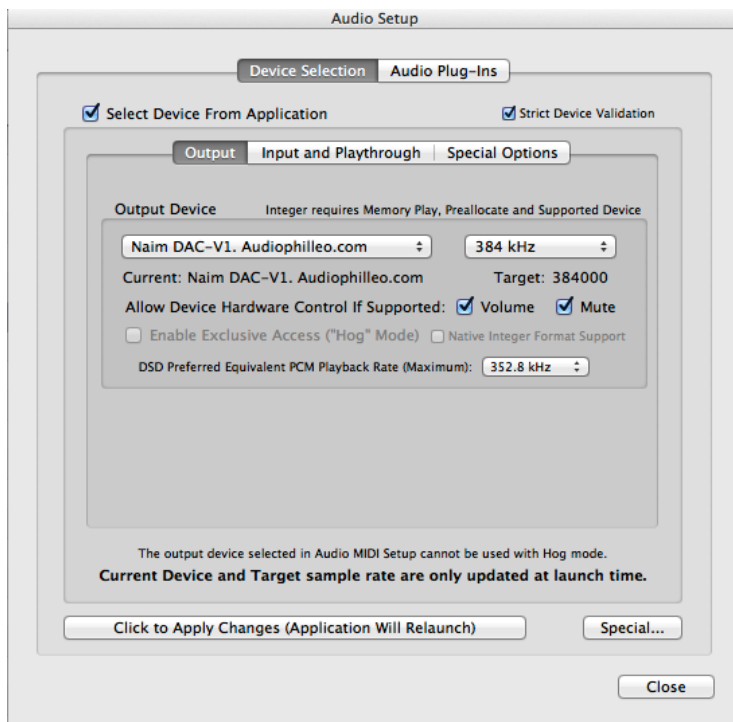 Audio Setup
Device Selection Audio Plug-Ins
Select Device From Application Strict Device Validation
Output Input and Playthrough Special Options
Output Device Integer requires Memory Play, Preallocate and Supported Device
Naim DAC-V1. Audiophilleo.com 384 kHz
Current: Naim DAC-V1. Audiophilleo.com Target: 384000
Allow Device Hardware Control If Supported: Volume Mute
Enable Exclusive Access ("Hog" Mode) Native Integer Format Support
DSD Preferred Equivalent PCM Playback Rate (Maximum): 352.8 kHz
The output device selected in Audio MIDI Setup cannot be used with Hog mode.
Current Device and Target sample rate are only updated at launch time.
Click to Apply Changes (Application Will Relaunch) Special...
Close